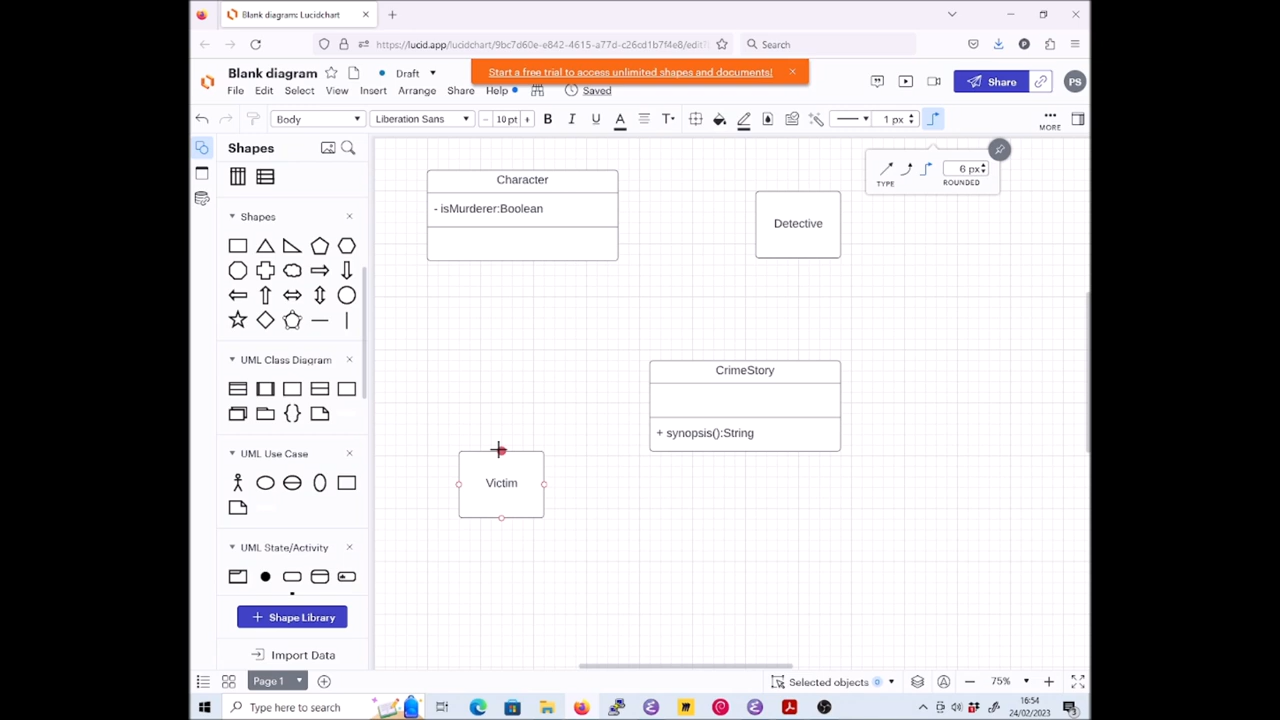 Blank diagram: Lucidchart
https://lucid.app/lucidchart/9bc7d60e-e842-4615-a77d-c26cd1b7f4e8/edit?
Search
Blank diagram
Draft
Start a free trial to access unlimited shapes and documents!
Share
PS
File Edit Select View Insert Arrange Share Help
Saved
Body
Liberation Sans
10 pt
B I U A T
1 px
MORE
Shapes
6 px
TYPE
ROUNDED
Shapes
UML Class Diagram
UML Use Case
UML State/Activity
+ Shape Library
Import Data
Character
- isMurderer:Boolean
Detective
CrimeStory
+ synopsis():String
Victim
Page 1
Selected objects 0
75%
Type here to search
16:54
24/02/2023